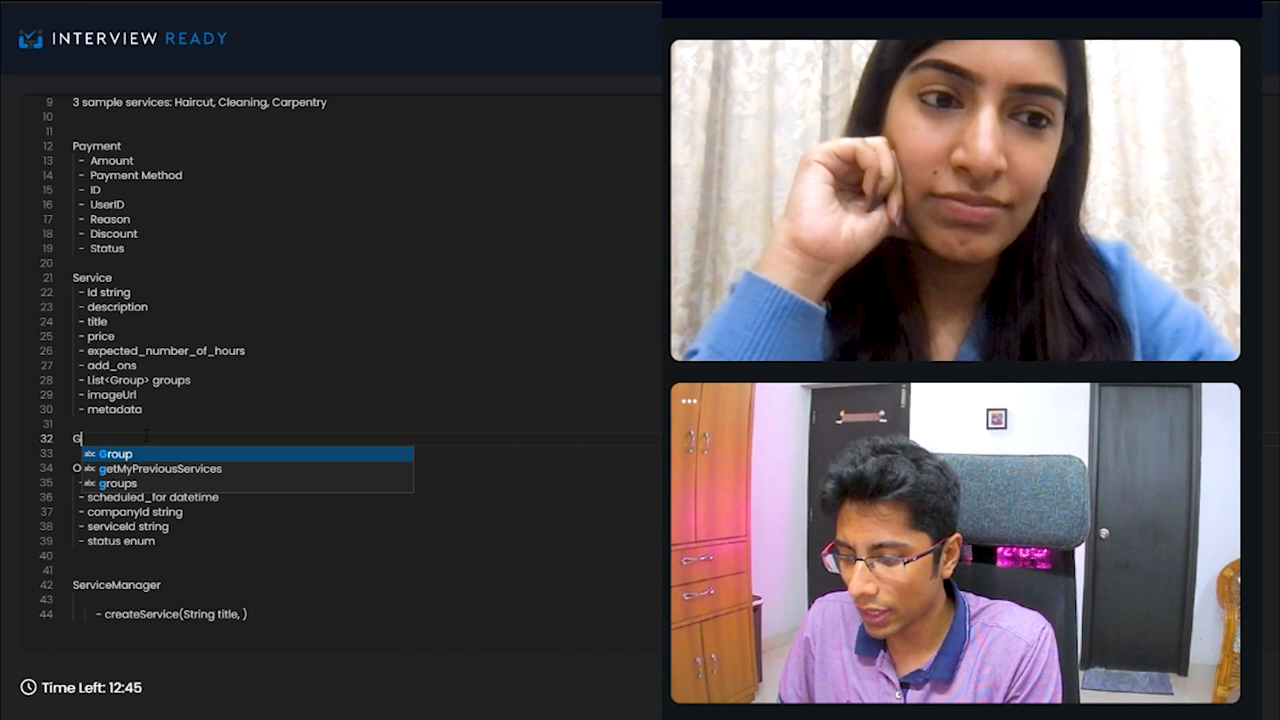 INTERVIEW READY
9 3 sample services: Haircut, Cleaning, Carpentry
10
11
12 Payment
13 - Amount
14 - Payment Method
15 - ID
16 - UserID
17 - Reason
18 - Discount
19 - Status
20
21 Service
22 - Id string
23 - description
24 - title
25 - price
26 - expected_number_of_hours
27 - add_ons
28 - List<Group> groups
29 - imageUrl
30 - metadata
31
32 G
33 abc Group
34 O abc getMyPreviousServices
35 - abc groups
36 - scheduled_for datetime
37 - companyId string
38 - serviceId string
39 - status enum
40
41
42 ServiceManager
43
44 - createService(String title, )
Time Left: 12:45